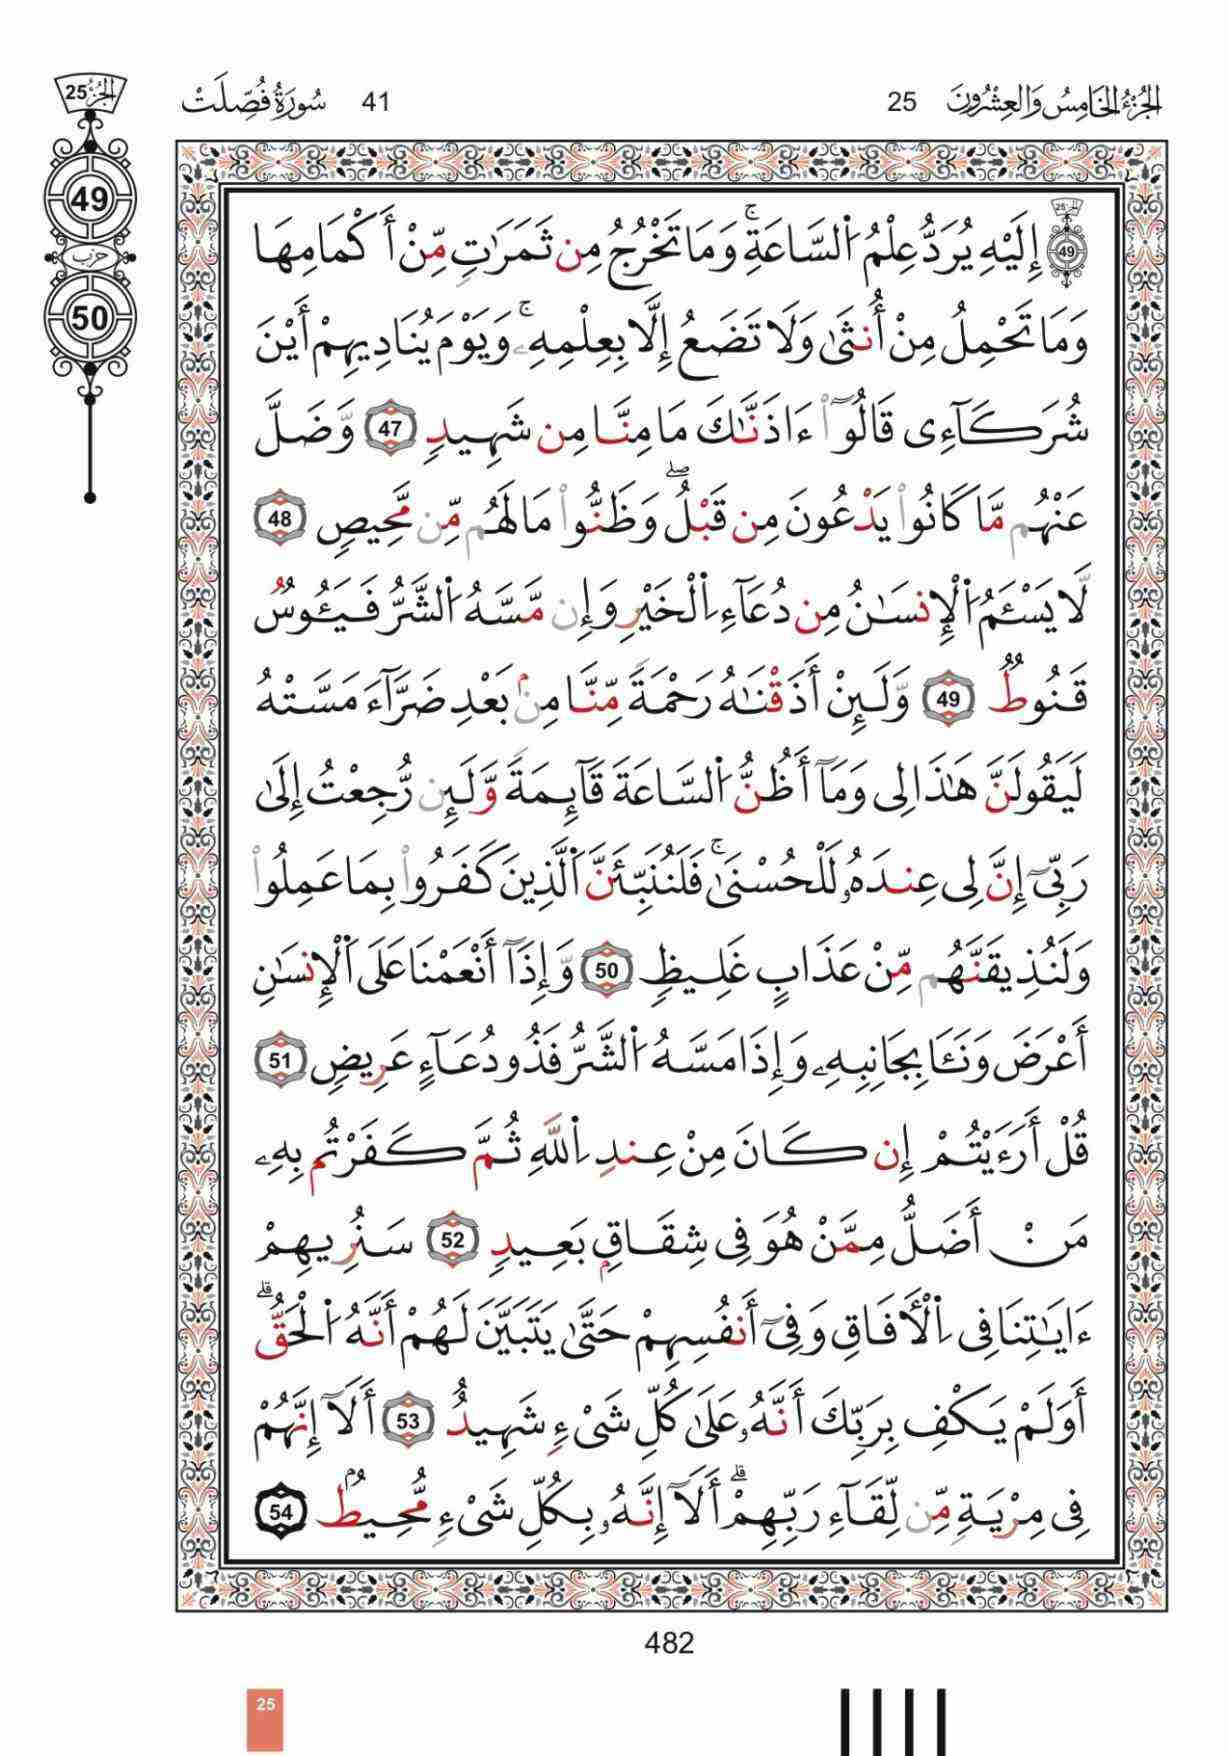 الجزء الخامس والعشرون 25
41 سورة فصلت
الجزء 25
49
حزب
50
إِلَيْهِ يُرَدُّ عِلْمُ ٱلسَّاعَةِ ۚ وَمَا تَخْرُجُ مِن ثَمَرَٰتٍ مِّنْ أَكْمَامِهَا
وَمَا تَحْمِلُ مِنْ أُنثَىٰ وَلَا تَضَعُ إِلَّا بِعِلْمِهِۦ ۚ وَيَوْمَ يُنَادِيهِمْ أَيْنَ
شُرَكَآءِى قَالُوٓا۟ ءَاذَنَّـٰكَ مَا مِنَّا مِن شَهِيدٍ 47 وَضَلَّ
عَنْهُم مَّا كَانُوا۟ يَدْعُونَ مِن قَبْلُ ۖ وَظَنُّوا۟ مَا لَهُم مِّن مَّحِيصٍ 48
لَّا يَسْـَٔمُ ٱلْإِنسَـٰنُ مِن دُعَآءِ ٱلْخَيْرِ وَإِن مَّسَّهُ ٱلشَّرُّ فَيَـُٔوسٌ
قَنُوطٌ 49 وَلَئِنْ أَذَقْنَـٰهُ رَحْمَةً مِّنَّا مِنۢ بَعْدِ ضَرَّآءَ مَسَّتْهُ
لَيَقُولَنَّ هَـٰذَا لِى وَمَآ أَظُنُّ ٱلسَّاعَةَ قَآئِمَةً وَلَئِن رُّجِعْتُ إِلَىٰ
رَبِّىٓ إِنَّ لِى عِندَهُۥ لَلْحُسْنَىٰ ۚ فَلَنُنَبِّئَنَّ ٱلَّذِينَ كَفَرُوا۟ بِمَا عَمِلُوا۟
وَلَنُذِيقَنَّهُم مِّنْ عَذَابٍ غَلِيظٍ 50 وَإِذَآ أَنْعَمْنَا عَلَى ٱلْإِنسَـٰنِ
أَعْرَضَ وَنَـَٔا بِجَانِبِهِۦ وَإِذَا مَسَّهُ ٱلشَّرُّ فَذُو دُعَآءٍ عَرِيضٍ 51
قُلْ أَرَءَيْتُمْ إِن كَانَ مِنْ عِندِ ٱللَّهِ ثُمَّ كَفَرْتُم بِهِۦ
مَنْ أَضَلُّ مِمَّنْ هُوَ فِى شِقَاقٍۭ بَعِيدٍ 52 سَنُرِيهِمْ
ءَايَـٰتِنَا فِى ٱلْـَٔافَاقِ وَفِىٓ أَنفُسِهِمْ حَتَّىٰ يَتَبَيَّنَ لَهُمْ أَنَّهُ ٱلْحَقُّ ۗ
أَوَلَمْ يَكْفِ بِرَبِّكَ أَنَّهُۥ عَلَىٰ كُلِّ شَىْءٍ شَهِيدٌ 53 أَلَآ إِنَّهُمْ
فِى مِرْيَةٍ مِّن لِّقَآءِ رَبِّهِمْ ۗ أَلَآ إِنَّهُۥ بِكُلِّ شَىْءٍ مُّحِيطٌۢ 54
482
25